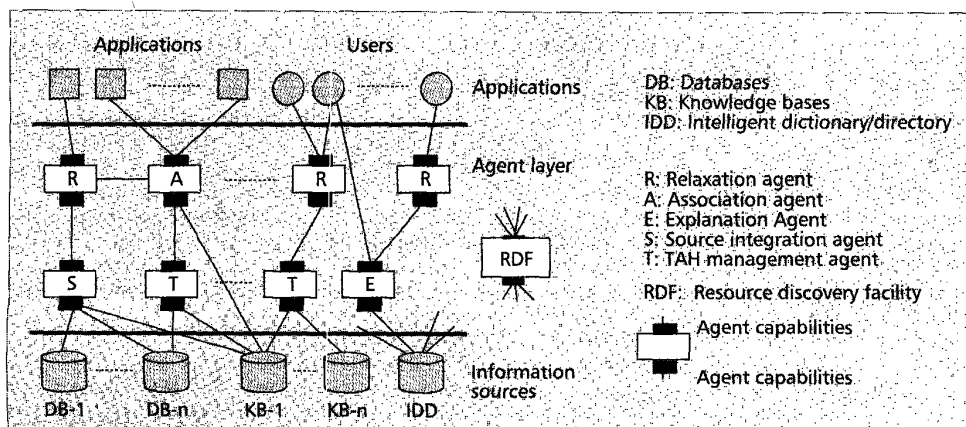 Applications Users
Applications
R A R R
Agent layer
RDF
S T T E
Information
sources
DB-1 DB-n KB-1 KB-n IDD
DB: Databases
KB: Knowledge bases
IDD: Intelligent dictionary/directory
R: Relaxation agent
A: Association agent
E: Explanation Agent
S: Source integration agent
T: TAH management agent
RDF: Resource discovery facility
Agent capabilities
Agent capabilities